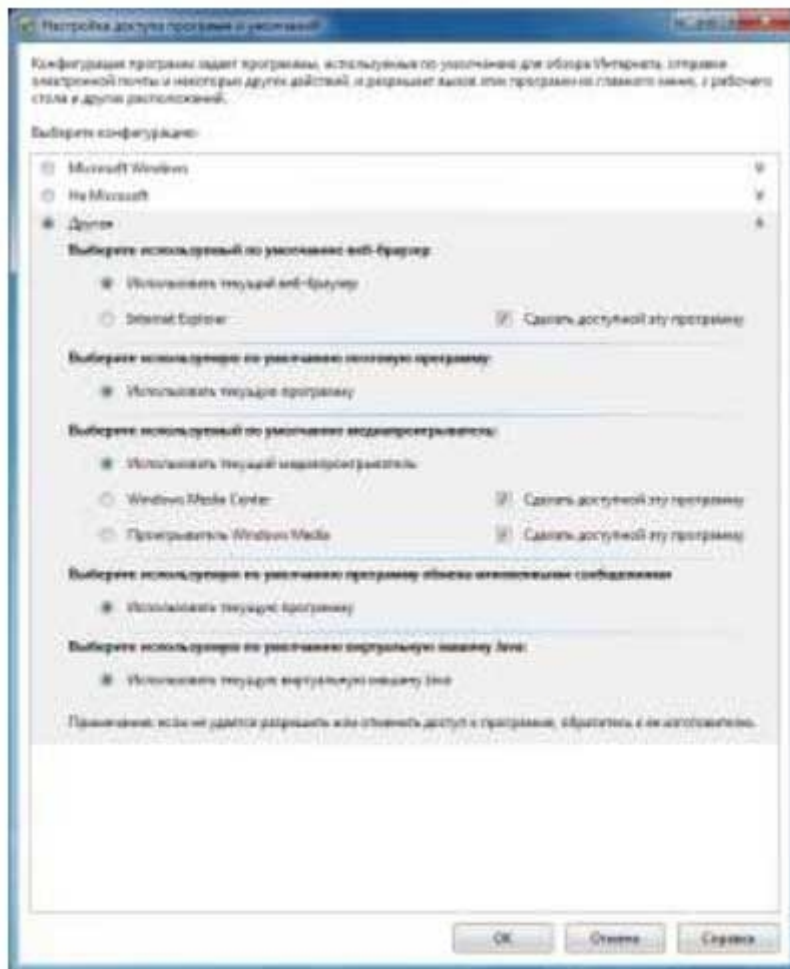 Настройка доступа программ и умолчаний
Конфигурация программ задает программы, используемые по умолчанию для обзора Интернета, отправки
электронной почты и некоторых других действий, и разрешает вызов этих программ из главного меню, с рабочего
стола и других расположений.
Выберите конфигурацию:
Microsoft Windows
Не Microsoft
Другая
Выберите используемый по умолчанию веб-браузер:
Использовать текущий веб-браузер
Internet Explorer Сделать доступной эту программу
Выберите используемую по умолчанию почтовую программу:
Использовать текущую программу
Выберите используемый по умолчанию медиапроигрыватель:
Использовать текущий медиапроигрыватель
Windows Media Center Сделать доступной эту программу
Проигрыватель Windows Media Сделать доступной эту программу
Выберите используемую по умолчанию программу обмена мгновенными сообщениями
Использовать текущую программу
Выберите используемую по умолчанию виртуальную машину Java:
Использовать текущую виртуальную машину Java
Примечание: если не удается разрешить или отменить доступ к программе, обратитесь к ее изготовителю.
ОК Отмена Справка